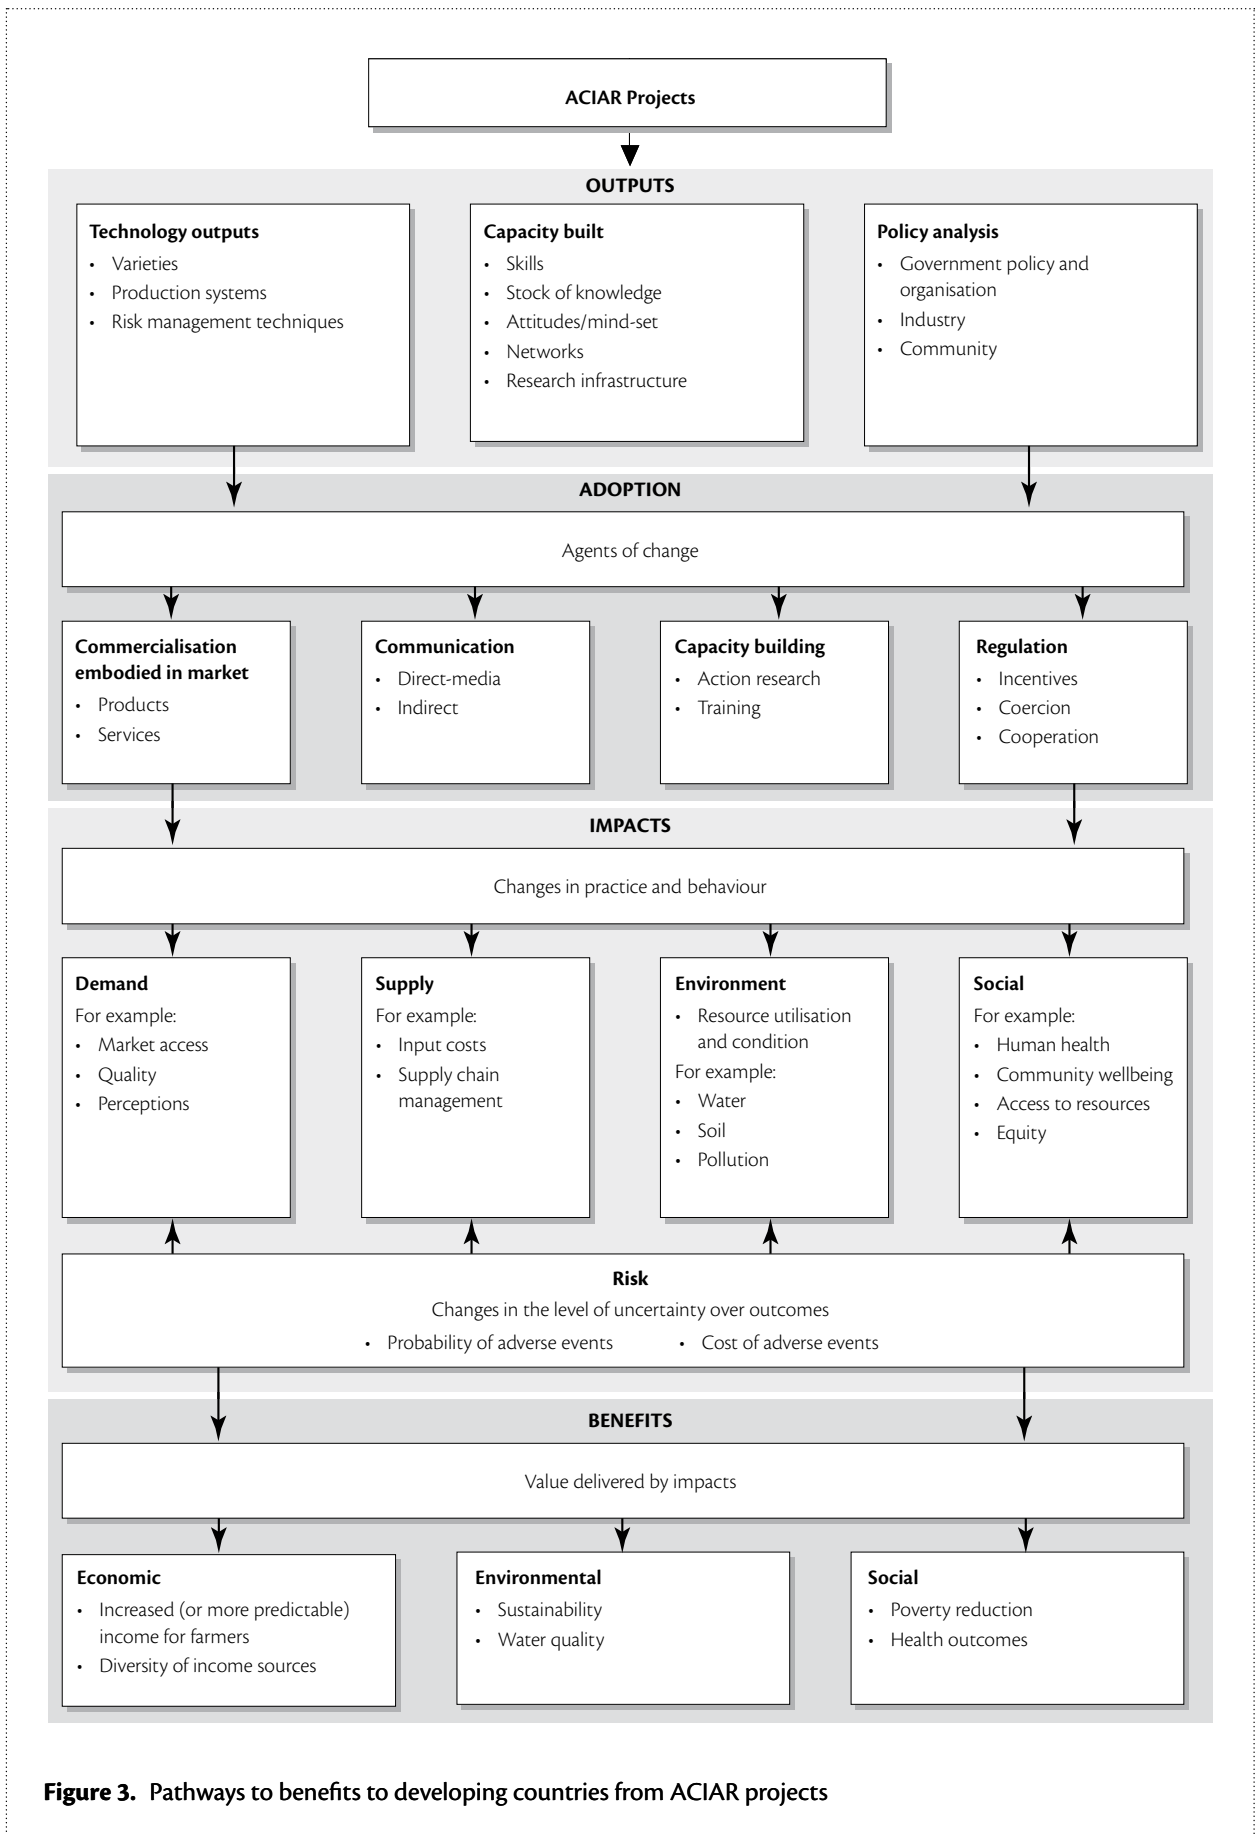 ACIAR Projects
OUTPUTS
Technology outputs
• Varieties
• Production systems
• Risk management techniques
Capacity built
• Skills
• Stock of knowledge
• Attitudes/mind-set
• Networks
• Research infrastructure
Policy analysis
• Government policy and
organisation
• Industry
• Community
ADOPTION
Agents of change
Commercialisation
embodied in market
• Products
• Services
Communication
• Direct-media
• Indirect
Capacity building
• Action research
• Training
Regulation
• Incentives
• Coercion
• Cooperation
IMPACTS
Changes in practice and behaviour
Demand
For example:
• Market access
• Quality
• Perceptions
Supply
For example:
• Input costs
• Supply chain
management
Environment
• Resource utilisation
and condition
For example:
• Water
• Soil
• Pollution
Social
For example:
• Human health
• Community wellbeing
• Access to resources
• Equity
Risk
Changes in the level of uncertainty over outcomes
• Probability of adverse events • Cost of adverse events
BENEFITS
Value delivered by impacts
Economic
• Increased (or more predictable)
income for farmers
• Diversity of income sources
Environmental
• Sustainability
• Water quality
Social
• Poverty reduction
• Health outcomes
Figure 3. Pathways to benefits to developing countries from ACIAR projects